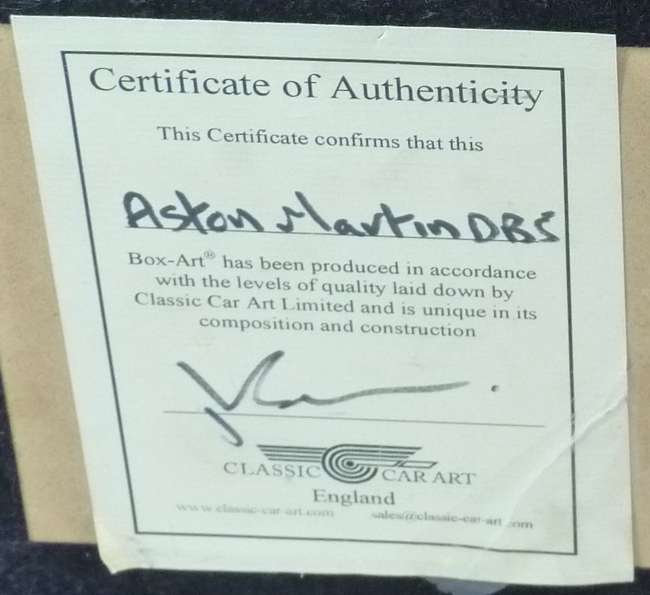 Certificate of Authenticity
This Certificate confirms that this
Aston Martin DBS
Box-Art® has been produced in accordance
with the levels of quality laid down by
Classic Car Art Limited and is unique in its
composition and construction
CLASSIC CAR ART
England
www.classic-car-art.com sales@classic-car-art.com